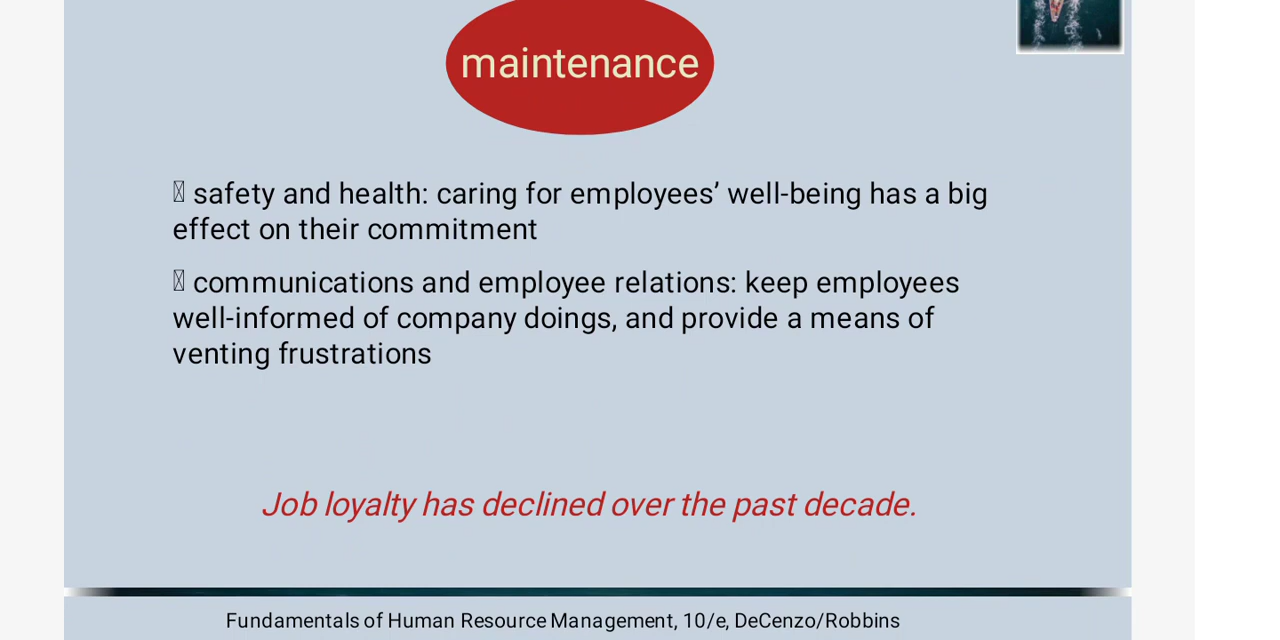 maintenance
safety and health: caring for employees’ well-being has a big
effect on their commitment
communications and employee relations: keep employees
well-informed of company doings, and provide a means of
venting frustrations
Job loyalty has declined over the past decade.
Fundamentals of Human Resource Management, 10/e, DeCenzo/Robbins